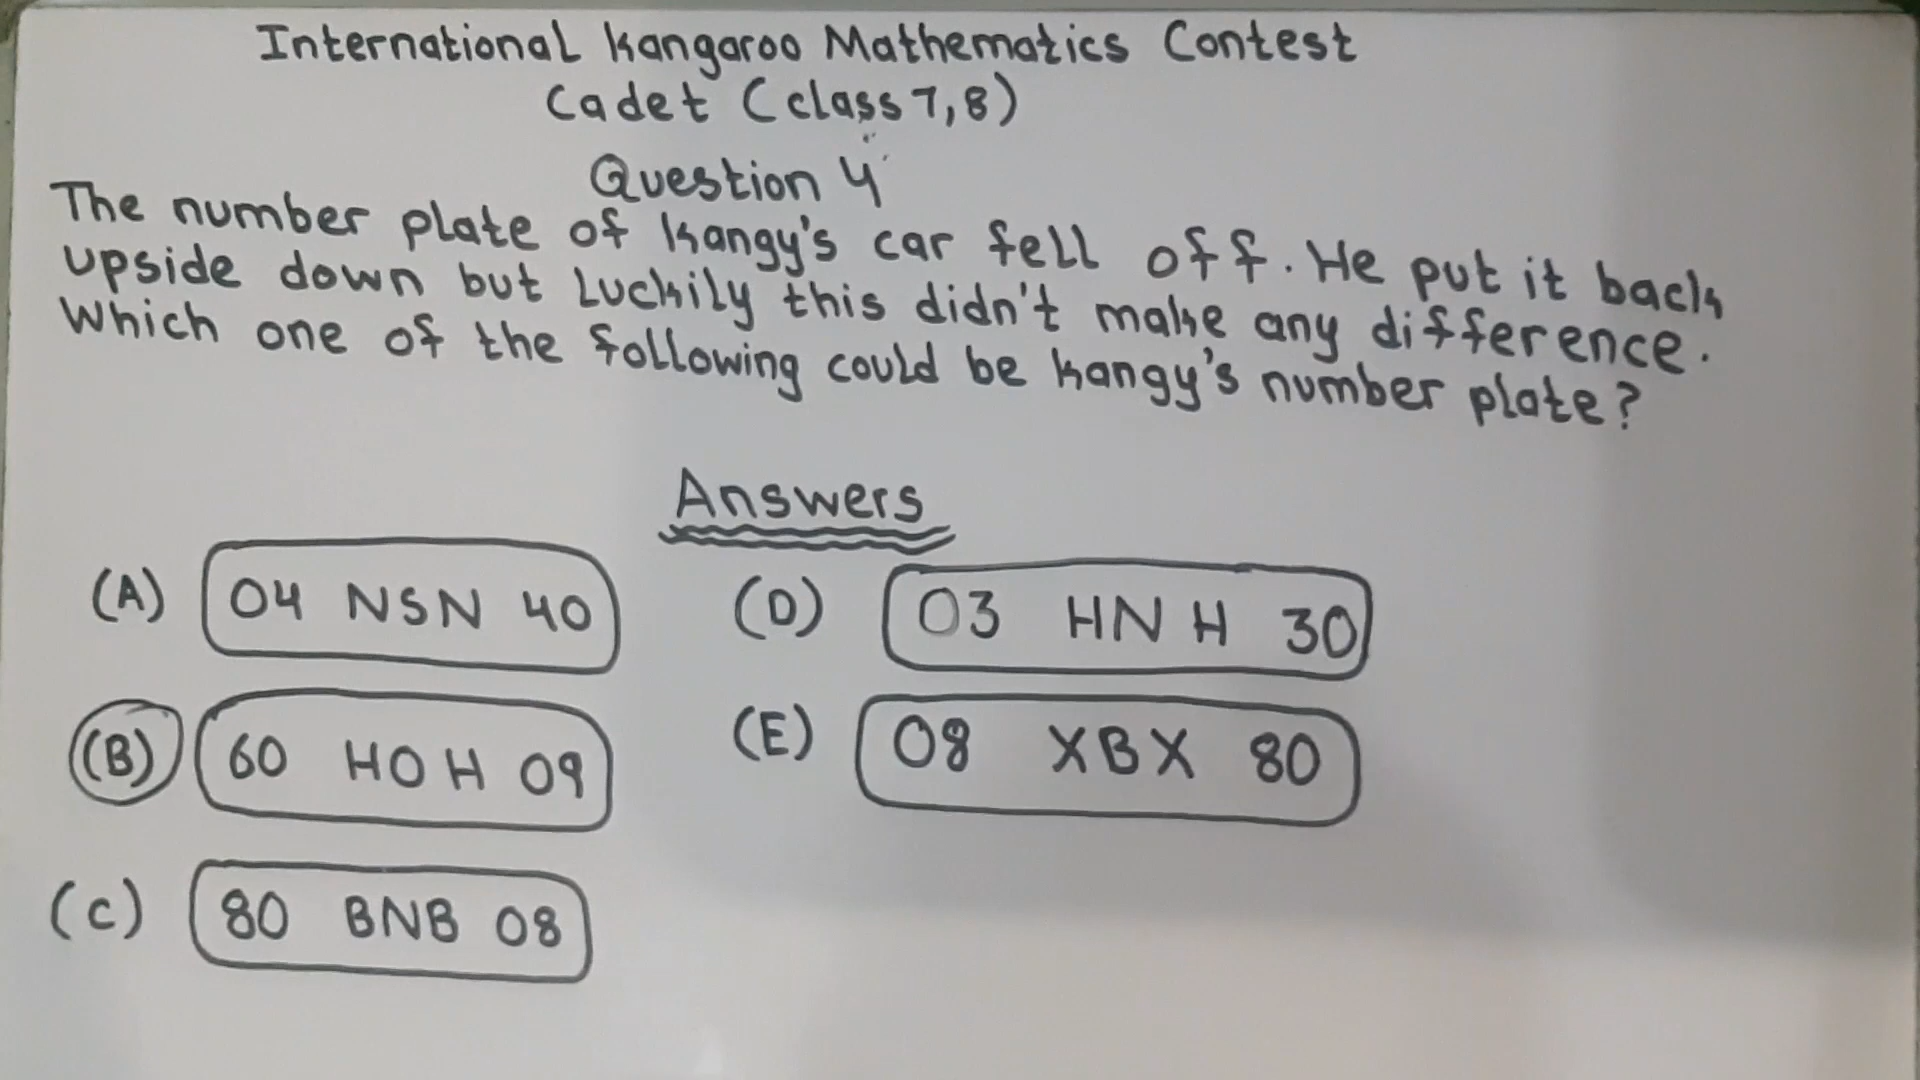 International Kangaroo Mathematics Contest
Cadet (class 7,8)
Question 4
The number plate of Kangy's car fell off. He put it back
upside down but Luckily this didn't make any difference.
Which one of the following could be kangy's number plate?
Answers
(A) 04 NSN 40
(D) 03 HNH 30
(B) 60 HOH 09
(E) 08 XBX 80
(C) 80 BNB 08